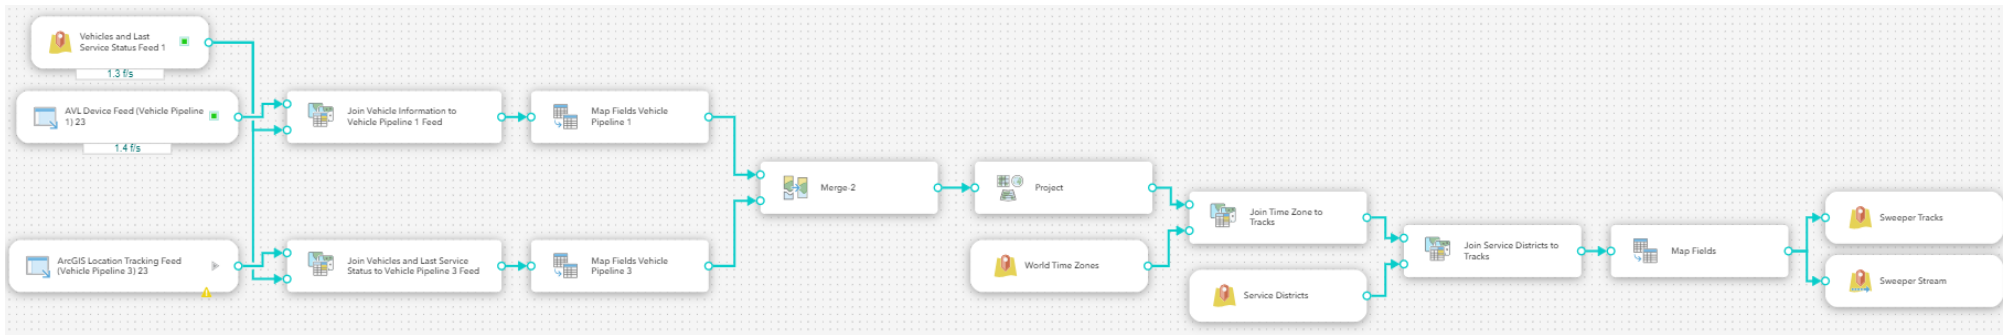 Vehicles and Last
Service Status Feed 1
1.3 f/s
AVL Device Feed (Vehicle Pipeline
1) 23
1.4 f/s
Join Vehicle Information to
Vehicle Pipeline 1 Feed
Map Fields Vehicle
Pipeline 1
ArcGIS Location Tracking Feed
(Vehicle Pipeline 3) 23
Join Vehicles and Last Service
Status to Vehicle Pipeline 3 Feed
Map Fields Vehicle
Pipeline 3
Merge-2
Project
World Time Zones
Join Time Zone to
Tracks
Service Districts
Join Service Districts to
Tracks
Map Fields
Sweeper Tracks
Sweeper Stream